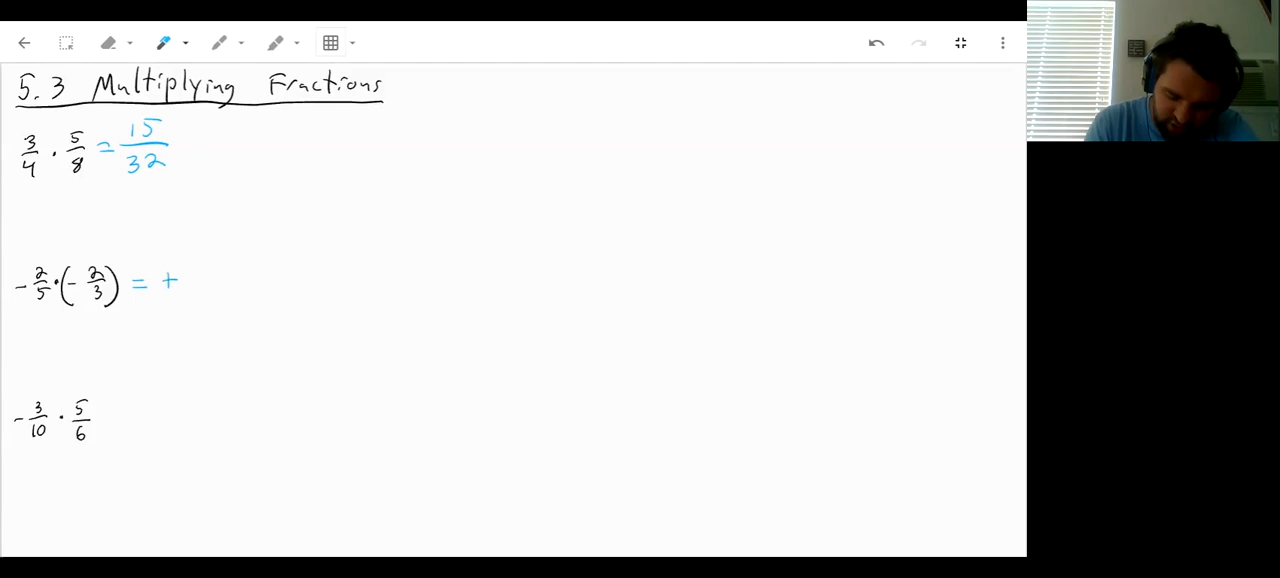 5.3 Multiplying Fractions
3/4 · 5/8 = 15/32
-2/5 · (-2/3) = +
-3/10 · 5/6